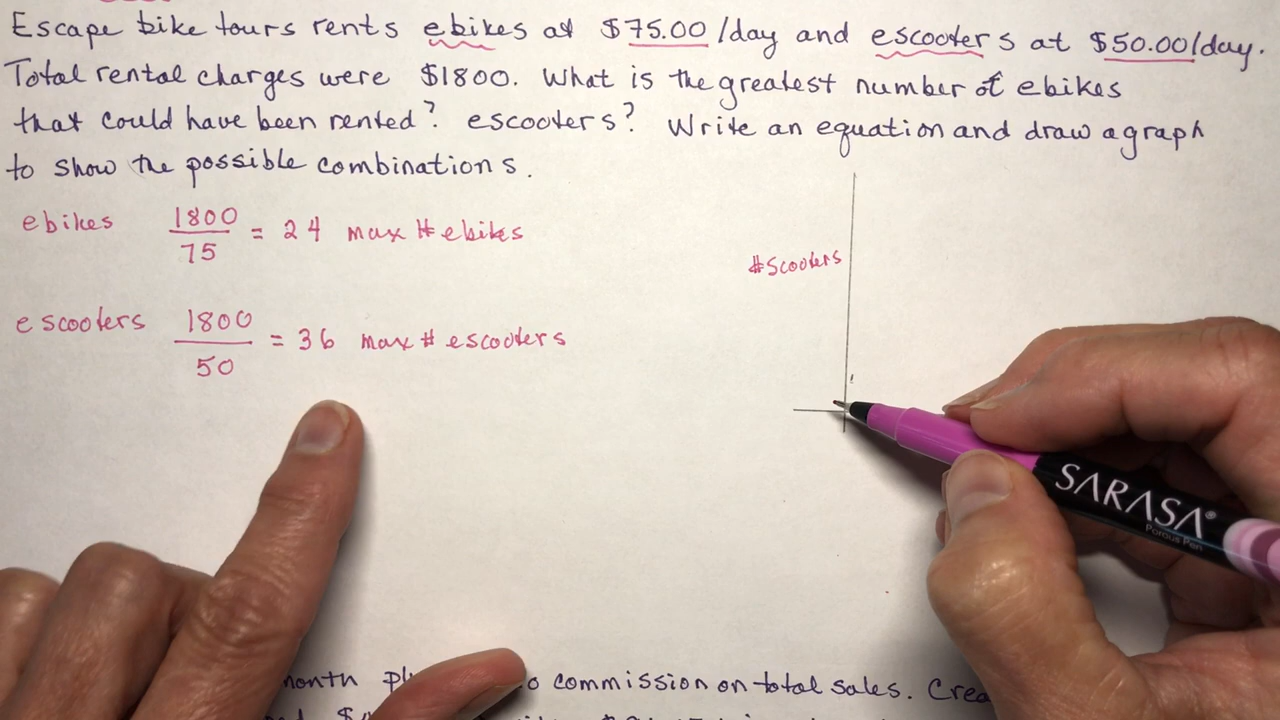 Escape bike tours rents ebikes at $75.00/day and escooters at $50.00/day.
Total rental charges were $1800. What is the greatest number of ebikes
that could have been rented? escooters? Write an equation and draw a graph
to show the possible combinations.
ebikes 1800/75 = 24 max # ebikes
#Scooters
escooters 1800/50 = 36 max # escooters
SARASA®
Porous Pen
month commission on total sales.